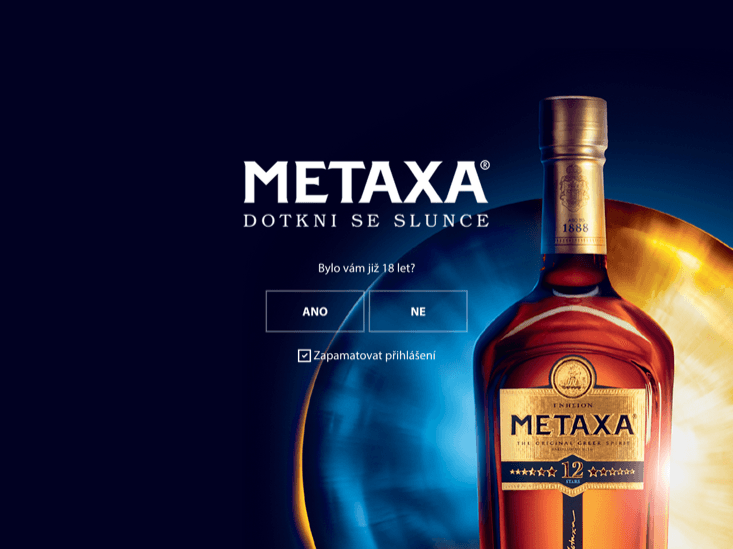 METAXA®
DOTKNI SE SLUNCE
Bylo vám již 18 let?
ANO
NE
Zapamatovat přihlášení
1888
METAXA®
THE ORIGINAL GREEK SPIRIT
12
STARS